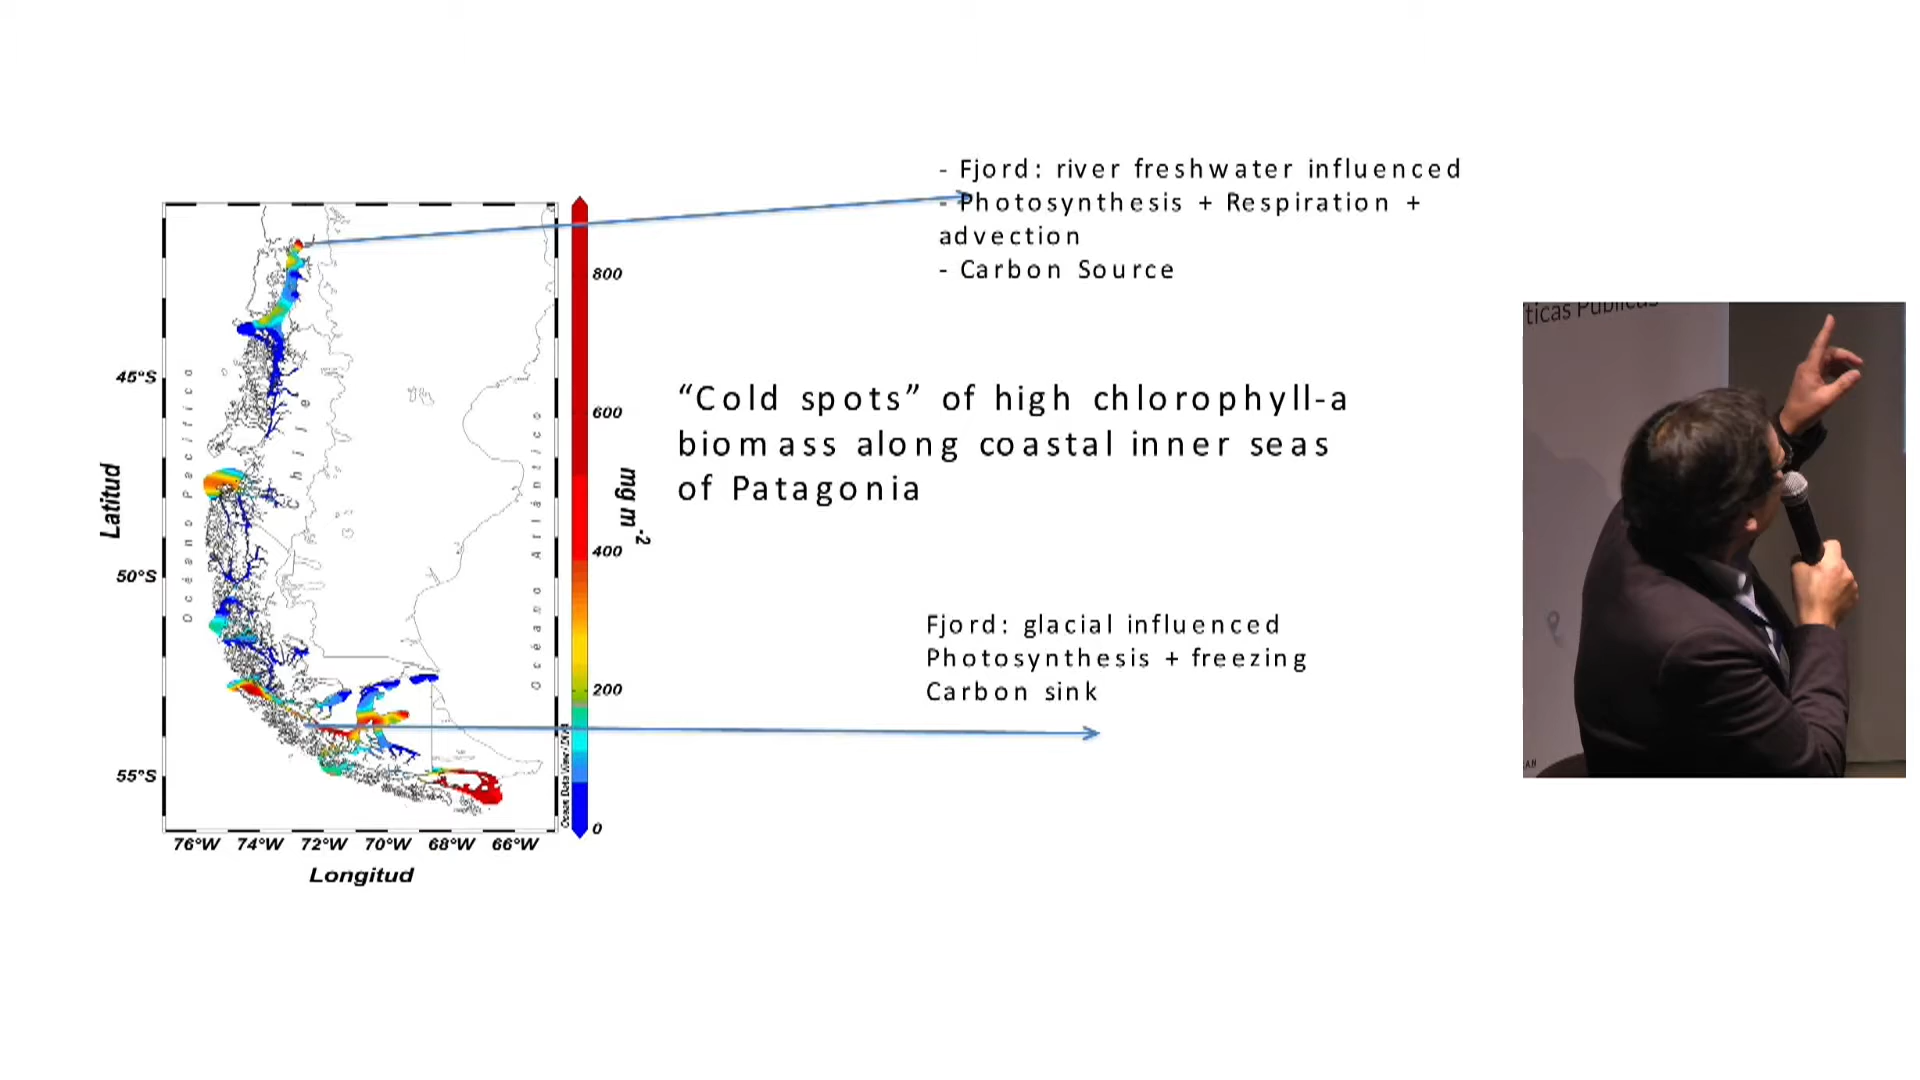 - Fjord: river freshwater influenced
- Photosynthesis + Respiration +
advection
- Carbon Source
“Cold spots” of high chlorophyll-a
biomass along coastal inner seas
of Patagonia
Fjord: glacial influenced
Photosynthesis + freezing
Carbon sink
Latitud
45°S
50°S
55°S
76°W 74°W 72°W 70°W 68°W 66°W
Longitud
Océano Pacífico
Chile
Océano Atlántico
800
600
400
200
0
mg m-2
Ocean Data View
ticas Públicas